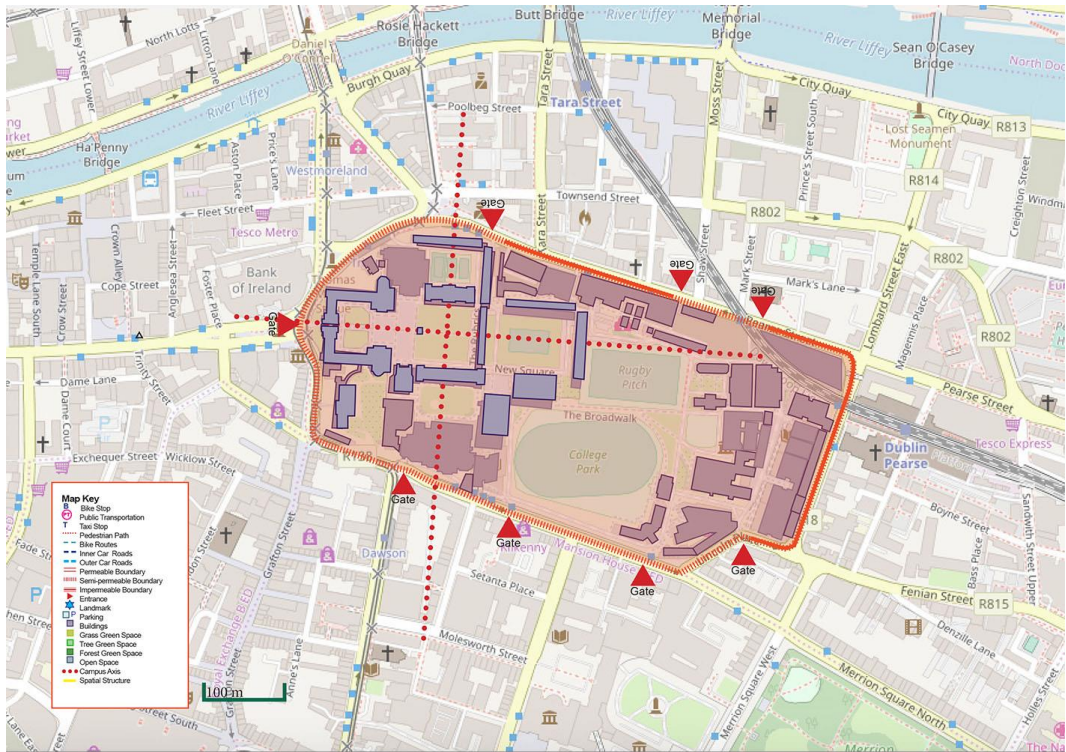 Liffey Street Lower
North Lotts
Litton Lane
Daniel O'Connell
Rosie Hackett
Bridge
Butt Bridge
River Liffey
Memorial
Bridge
River Liffey
Sean O'Casey
Bridge
North Doc
Burgh Quay
Poolbeg Street
Tara Street
Tara Street
Moss Street
City Quay
City Quay
R813
Prince's Street South
Lost Seamen
Monument
River Liffey
Ha'Penny
Bridge
Aston Place
Price's Lane
Westmoreland
Townsend Street
R814
Creighton Street
Windm
Fleet Street
Tesco Metro
Gate
Tara Street
R802
R802
Temple Lane South
Crow Street
Crown Alley
Cope Street
Anglesea Street
Foster Place
Bank
of Ireland
Gate
Shaw Street
Mark Street
Mark's Lane
Lombard Street East
Gate
Gate
R802
Magennis Place
Dame Lane
Dame Court
Trinity Street
New Square
Rugby
Pitch
The Broadwalk
College
Park
Pearse Street
Tesco Express
Dublin
Pearse
Platform
Exchequer Street
Wicklow Street
Grafton Street
Gate
Dawson
Gate
Kilkenny
Setanta Place
Gate
Gate
Boyne Street
Bass Place
Sandwith Street Upper
Fenian Street
R815
Denzille Lane
Holles Street
Molesworth Street
Anne's Lane
Merrion Square West
Merrion Square North
Merrion
The Na
Map Key
B Bike Stop
Public Transportation
T Taxi Stop
Pedestrian Path
Bike Routes
Inner Car Roads
Outer Car Roads
Permeable Boundary
Semi-permeable Boundary
Impermeable Boundary
Entrance
Landmark
P Parking
Buildings
Grass Green Space
Tree Green Space
Forest Green Space
Open Space
Campus Axis
Spatial Structure
100 m